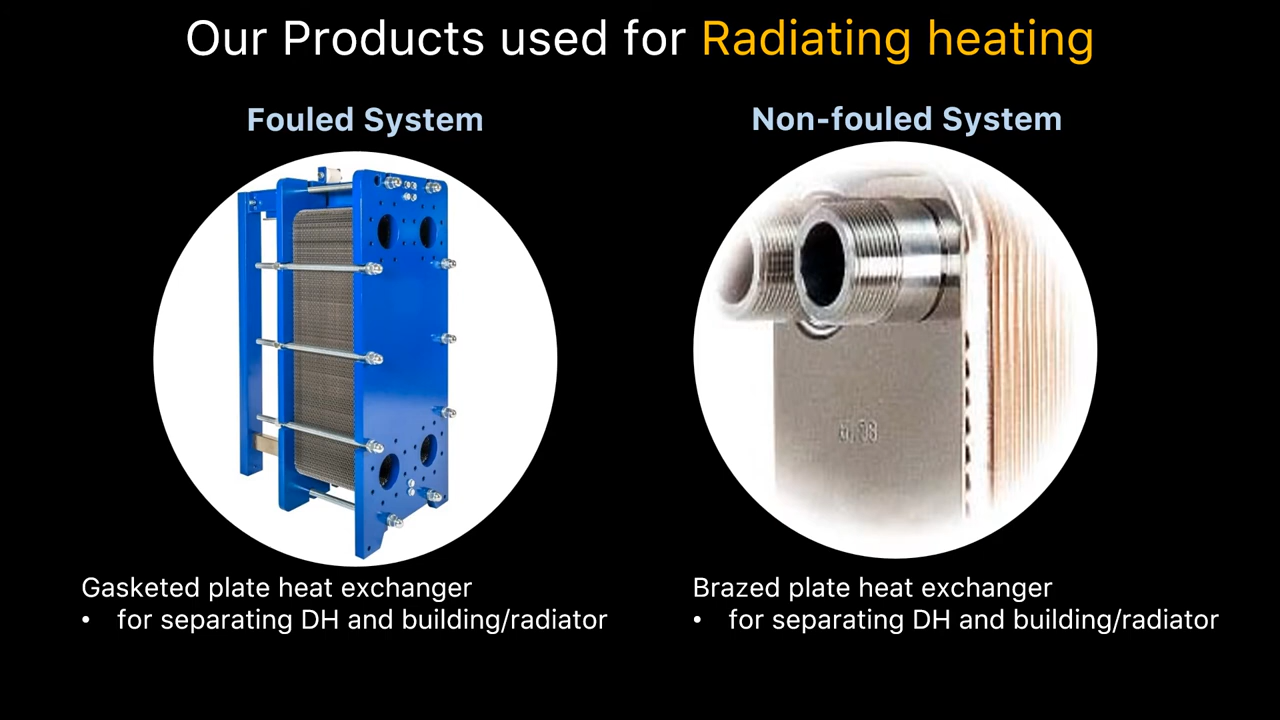 Our Products used for Radiating heating
Fouled System
Non-fouled System
Gasketed plate heat exchanger
• for separating DH and building/radiator
Brazed plate heat exchanger
• for separating DH and building/radiator